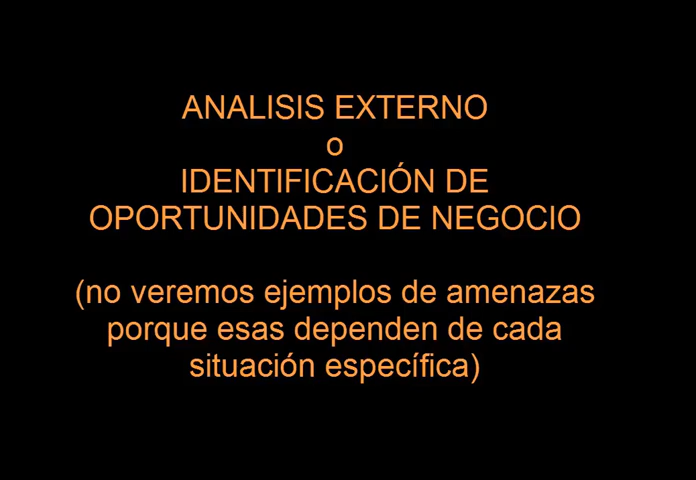 ANALISIS EXTERNO
o
IDENTIFICACIÓN DE
OPORTUNIDADES DE NEGOCIO
(no veremos ejemplos de amenazas
porque esas dependen de cada
situación específica)